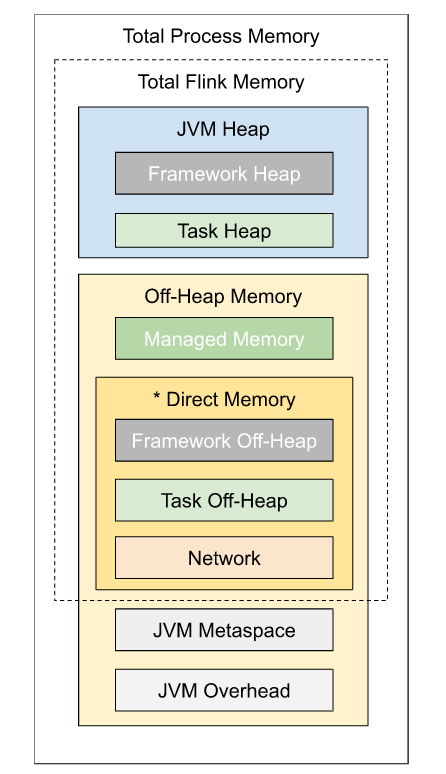 Total Process Memory
Total Flink Memory
JVM Heap
Framework Heap
Task Heap
Off-Heap Memory
Managed Memory
* Direct Memory
Framework Off-Heap
Task Off-Heap
Network
JVM Metaspace
JVM Overhead